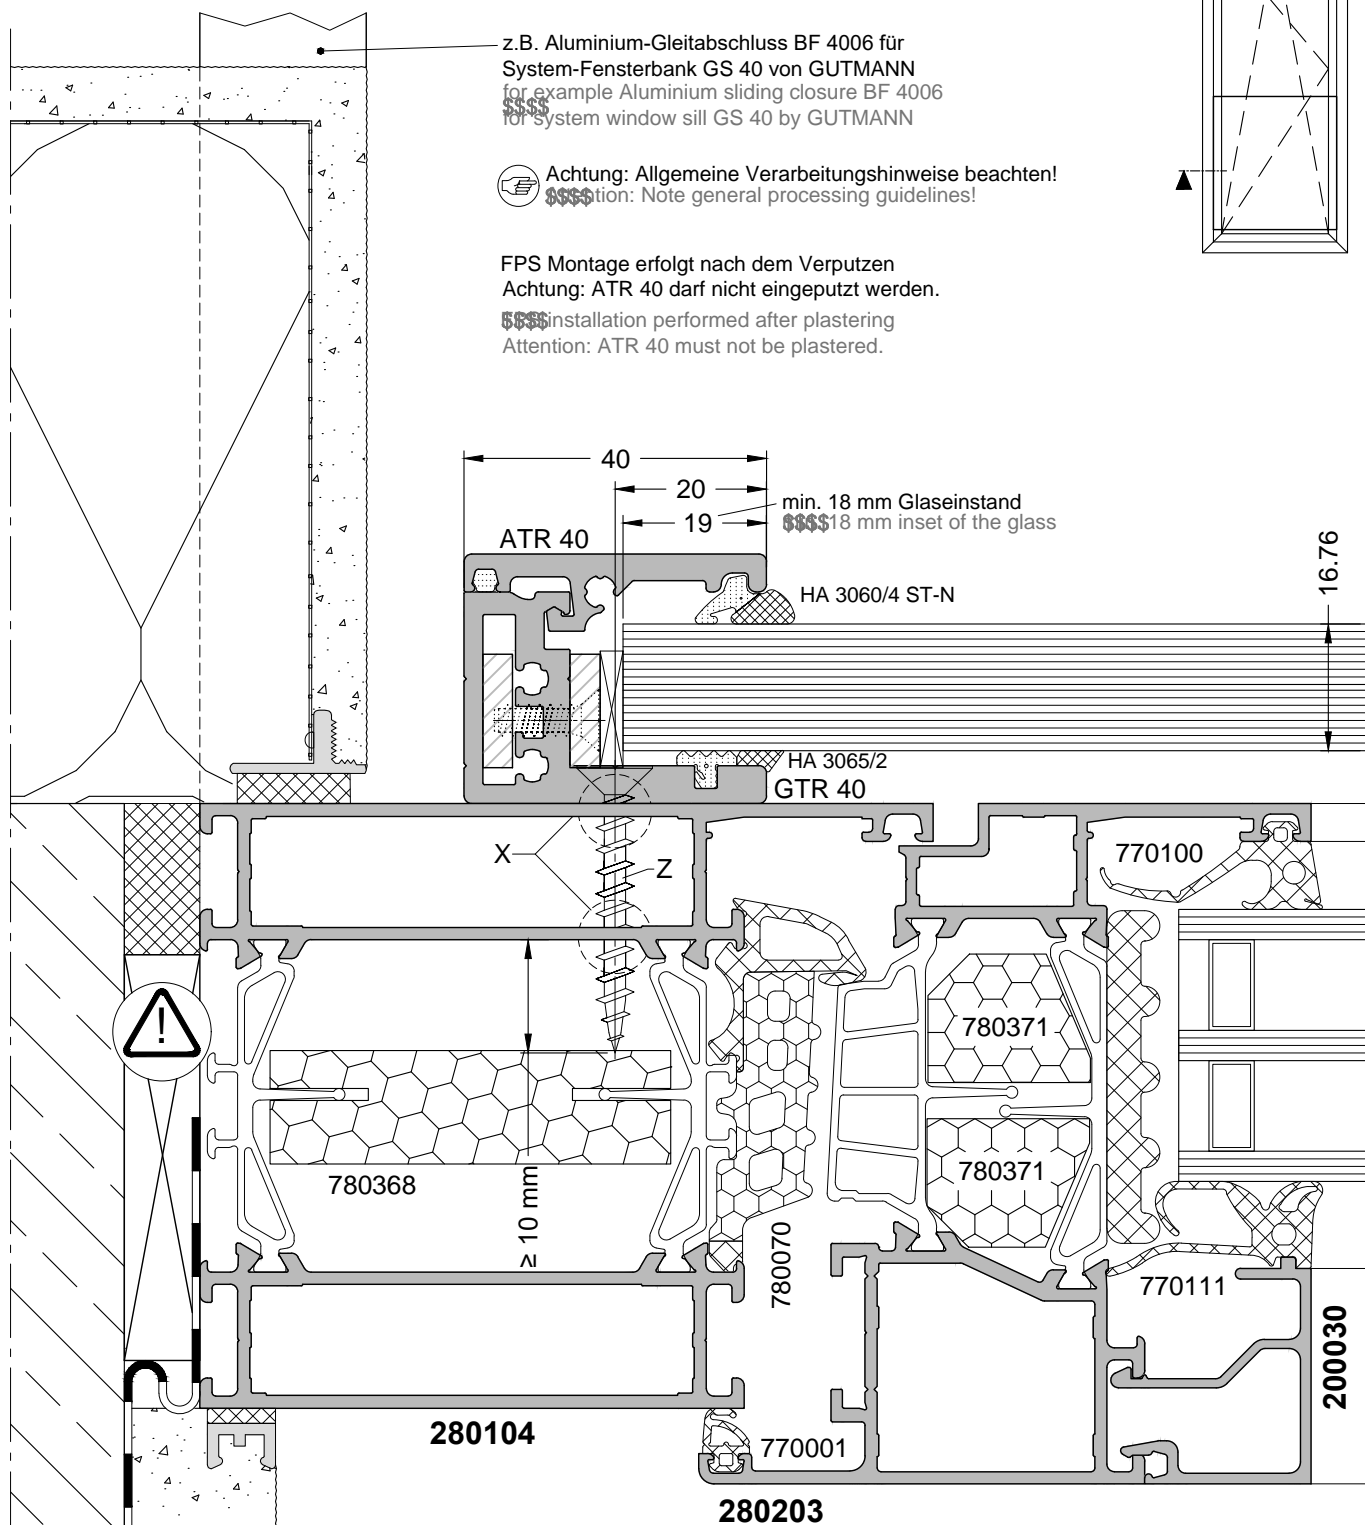 z.B. Aluminium-Gleitabschluss BF 4006 für
System-Fensterbank GS 40 von GUTMANN
for example Aluminium sliding closure BF 4006
$$$$
for system window sill GS 40 by GUTMANN
Achtung: Allgemeine Verarbeitungshinweise beachten!
$$$$tion: Note general processing guidelines!
FPS Montage erfolgt nach dem Verputzen
Achtung: ATR 40 darf nicht eingeputzt werden.
$$$$ installation performed after plastering
Attention: ATR 40 must not be plastered.
40
20
min. 18 mm Glaseinstand
19
$$$$ 18 mm inset of the glass
ATR 40
16.76
HA 3060/4 ST-N
HA 3065/2
GTR 40
X
Z
770100
!
780371
780371
780368
≥ 10 mm
780070
770111
200030
280104
770001
280203